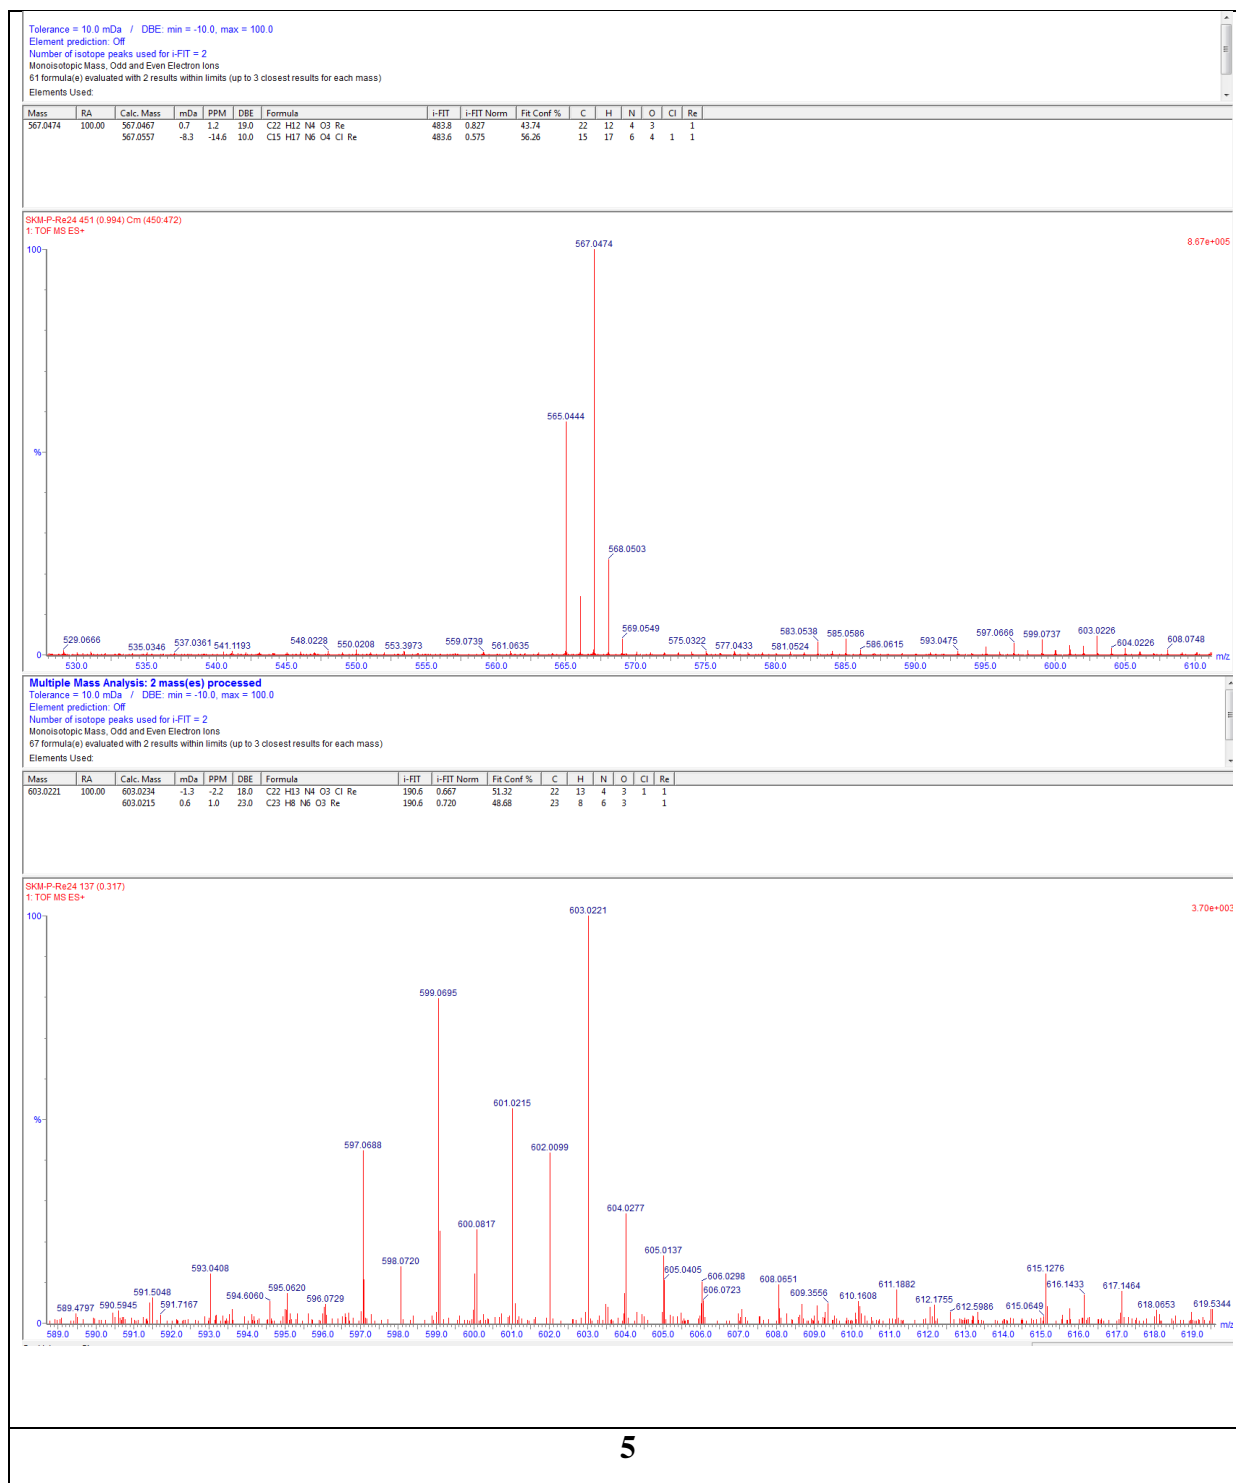 Tolerance = 10.0 mDa / DBE: min = -10.0, max = 100.0
Element prediction: Off
Number of isotope peaks used for i-FIT = 2
Monoisotopic Mass, Odd and Even Electron Ions
61 formula(e) evaluated with 2 results within limits (up to 3 closest results for each mass)
Elements Used:
Mass RA Calc. Mass mDa PPM DBE Formula i-FIT i-FIT Norm Fit Conf % C H N O Cl Re
567.0474 100.00 567.0467 0.7 1.2 19.0 C22 H12 N4 O3 Re 483.8 0.827 43.74 22 12 4 3 1
567.0557 -8.3 -14.6 10.0 C15 H17 N6 O4 Cl Re 483.6 0.575 56.26 15 17 6 4 1 1
SKM-P-Re24 451 (0.994) Cm (450:472)
1: TOF MS ES+
8.67e+005
100
567.0474
565.0444
%
568.0503
569.0549
529.0666 535.0346 537.0361 541.1193 548.0228 550.0208 553.3973 559.0739 561.0635 575.0322 577.0433 581.0524 583.0538 585.0586 586.0615 593.0475 597.0666 599.0737 603.0226 604.0226 608.0748
0
530.0 535.0 540.0 545.0 550.0 555.0 560.0 565.0 570.0 575.0 580.0 585.0 590.0 595.0 600.0 605.0 610.0 m/z
Multiple Mass Analysis: 2 mass(es) processed
Tolerance = 10.0 mDa / DBE: min = -10.0, max = 100.0
Element prediction: Off
Number of isotope peaks used for i-FIT = 2
Monoisotopic Mass, Odd and Even Electron Ions
67 formula(e) evaluated with 2 results within limits (up to 3 closest results for each mass)
Elements Used:
Mass RA Calc. Mass mDa PPM DBE Formula i-FIT i-FIT Norm Fit Conf % C H N O Cl Re
603.0221 100.00 603.0234 -1.3 -2.2 18.0 C22 H13 N4 O3 Cl Re 190.6 0.667 51.32 22 13 4 3 1 1
603.0215 0.6 1.0 23.0 C23 H8 N6 O3 Re 190.6 0.720 48.68 23 8 6 3 1
SKM-P-Re24 137 (0.317)
1: TOF MS ES+
3.70e+003
100
603.0221
599.0695
601.0215
%
597.0688
602.0099
604.0277
600.0817
605.0137
598.0720
593.0408 605.0405 606.0298 615.1276
589.4797 590.5945 591.5048 591.7167 594.6060 595.0620 596.0729 606.0723 608.0651 609.3556 610.1608 611.1882 612.1755 612.5986 615.0649 616.1433 617.1464 618.0653 619.5344
0
589.0 590.0 591.0 592.0 593.0 594.0 595.0 596.0 597.0 598.0 599.0 600.0 601.0 602.0 603.0 604.0 605.0 606.0 607.0 608.0 609.0 610.0 611.0 612.0 613.0 614.0 615.0 616.0 617.0 618.0 619.0 m/z
5